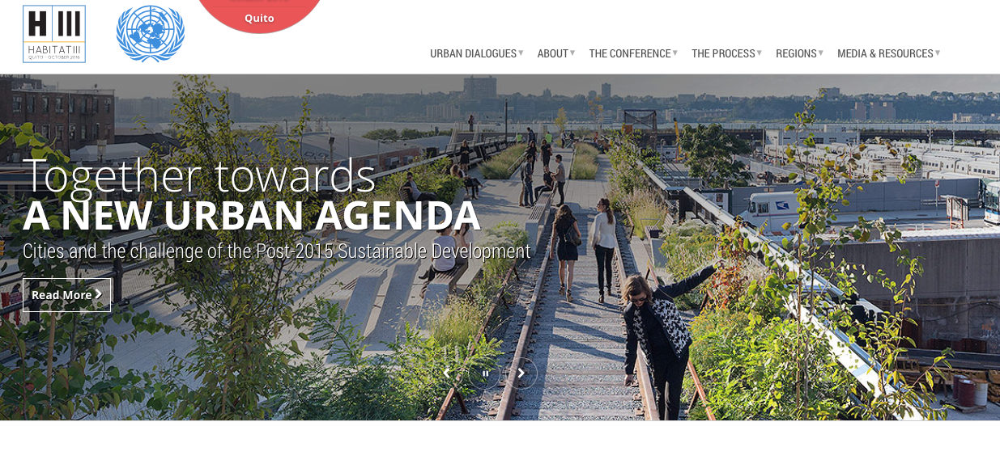 HABITAT III
QUITO - OCTOBER 2016
Quito
URBAN DIALOGUES ▼ ABOUT ▼ THE CONFERENCE ▼ THE PROCESS ▼ REGIONS ▼ MEDIA & RESOURCES ▼
Together towards
A NEW URBAN AGENDA
Cities and the challenge of the Post-2015 Sustainable Development
Read More